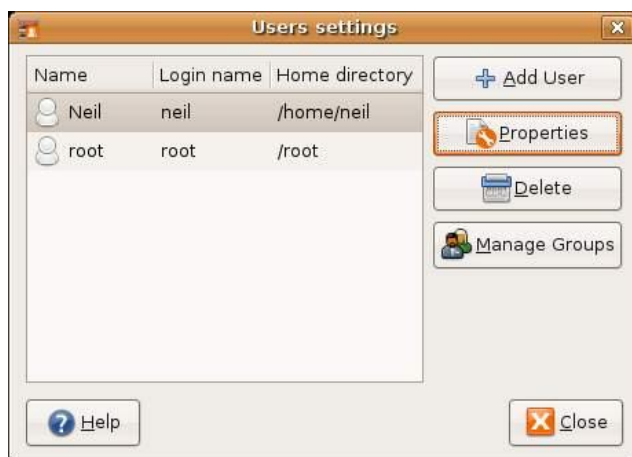 Users settings
Name Login name Home directory
Neil neil /home/neil
root root /root
Add User
Properties
Delete
Manage Groups
Help
Close